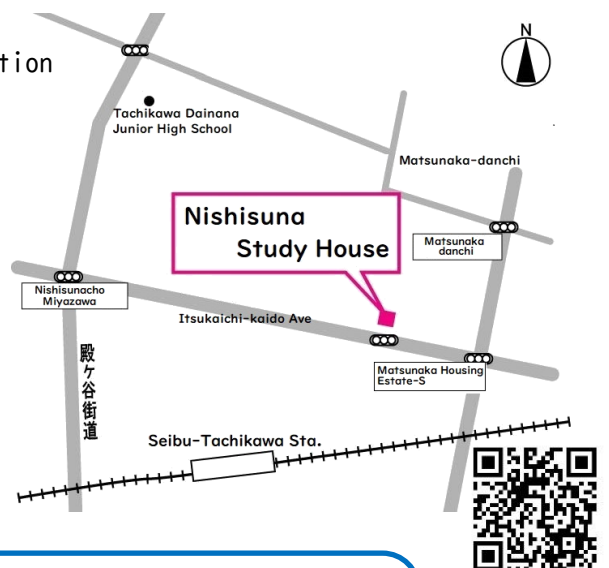 tion
N
Tachikawa Dainana
Junior High School
Matsunaka-danchi
Nishisuna
Study House
Matsunaka
danchi
Nishisunacho
Miyazawa
Itsukaichi-kaido Ave
Matsunaka Housing
Estate-S
殿ヶ谷街道
Seibu-Tachikawa Sta.